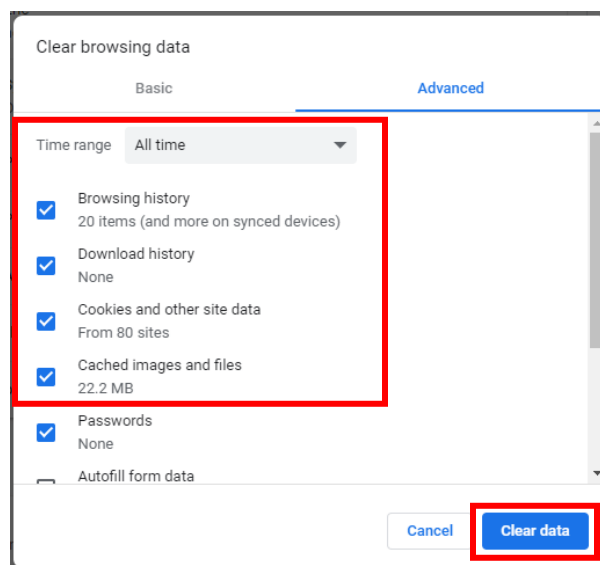 Clear browsing data
Basic Advanced
Time range All time
Browsing history
20 items (and more on synced devices)
Download history
None
Cookies and other site data
From 80 sites
Cached images and files
22.2 MB
Passwords
None
Autofill form data
Cancel Clear data